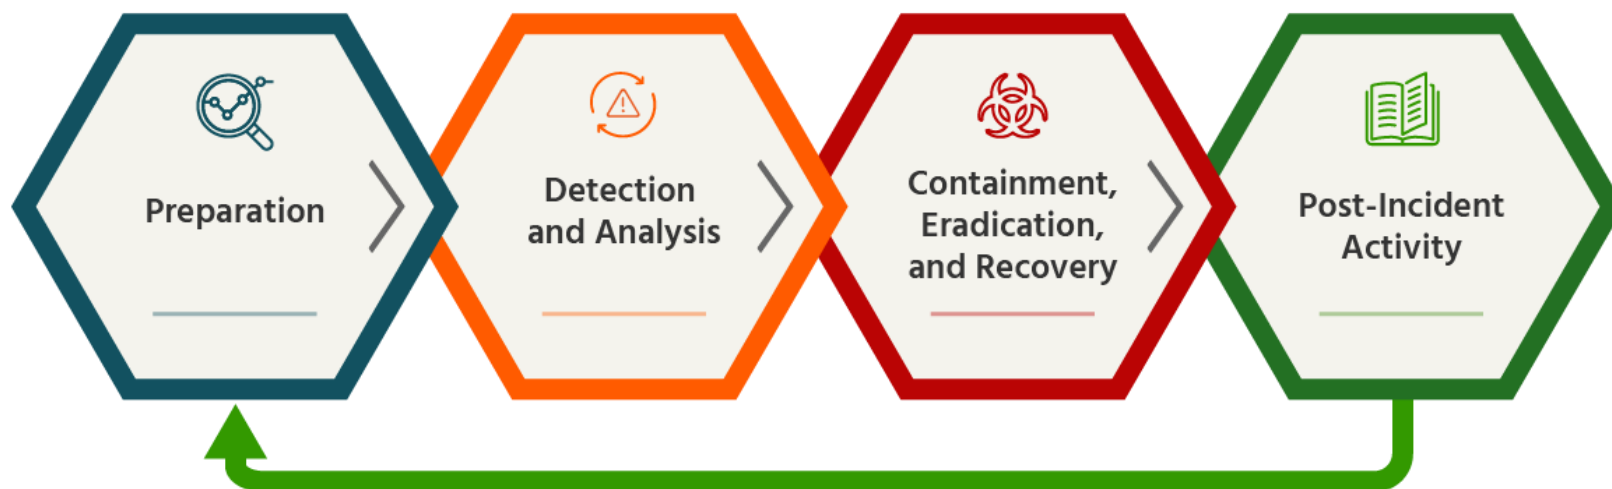 Preparation
Detection
and Analysis
Containment,
Eradication,
and Recovery
Post-Incident
Activity